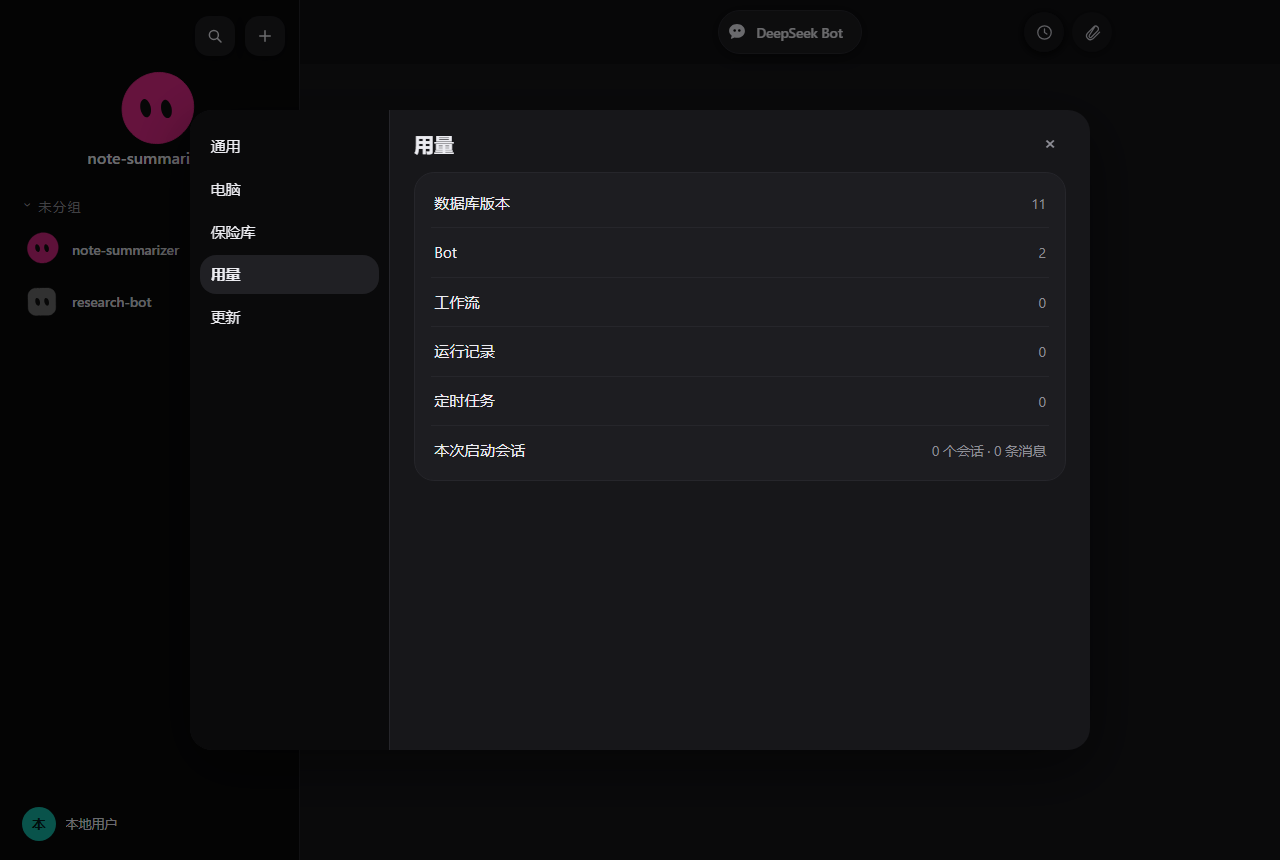 DeepSeek Bot
note-summari
未分组
note-summarizer
research-bot
本
本地用户
通用
电脑
保险库
用量
更新
用量
×
数据库版本 11
Bot 2
工作流 0
运行记录 0
定时任务 0
本次启动会话 0 个会话 · 0 条消息